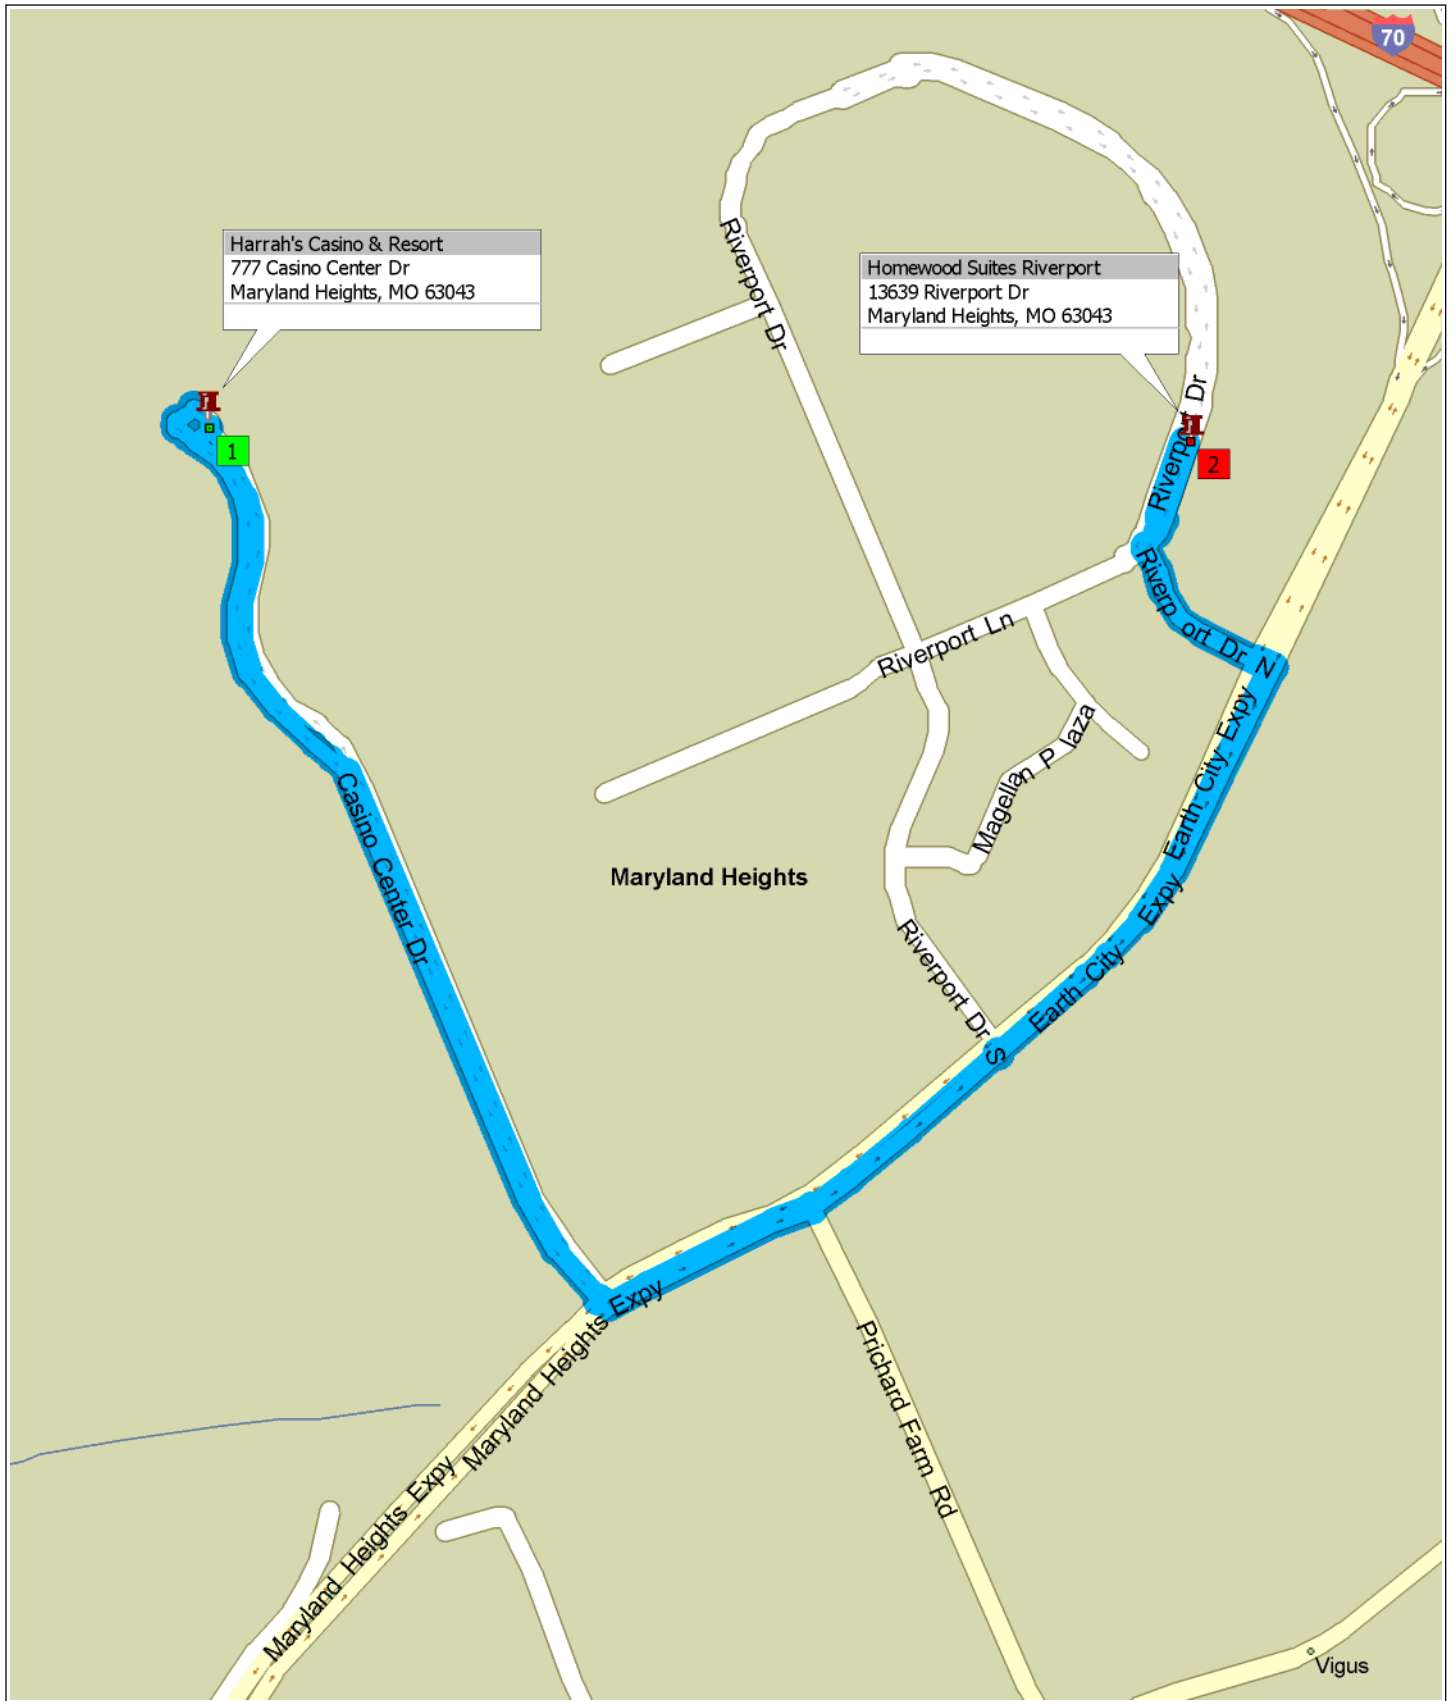 70
Harrah's Casino & Resort
777 Casino Center Dr
Maryland Heights, MO 63043
Homewood Suites Riverport
13639 Riverport Dr
Maryland Heights, MO 63043
Riverport Dr
Riverport Dr
1
2
Riverport Dr N
Riverport Ln
Magellan Plaza
Earth City Expy
Casino Center Dr
Maryland Heights
Earth City Expy
Riverport Dr S
Maryland Heights Expy
Prichard Farm Rd
Maryland Heights Expy
Vigus